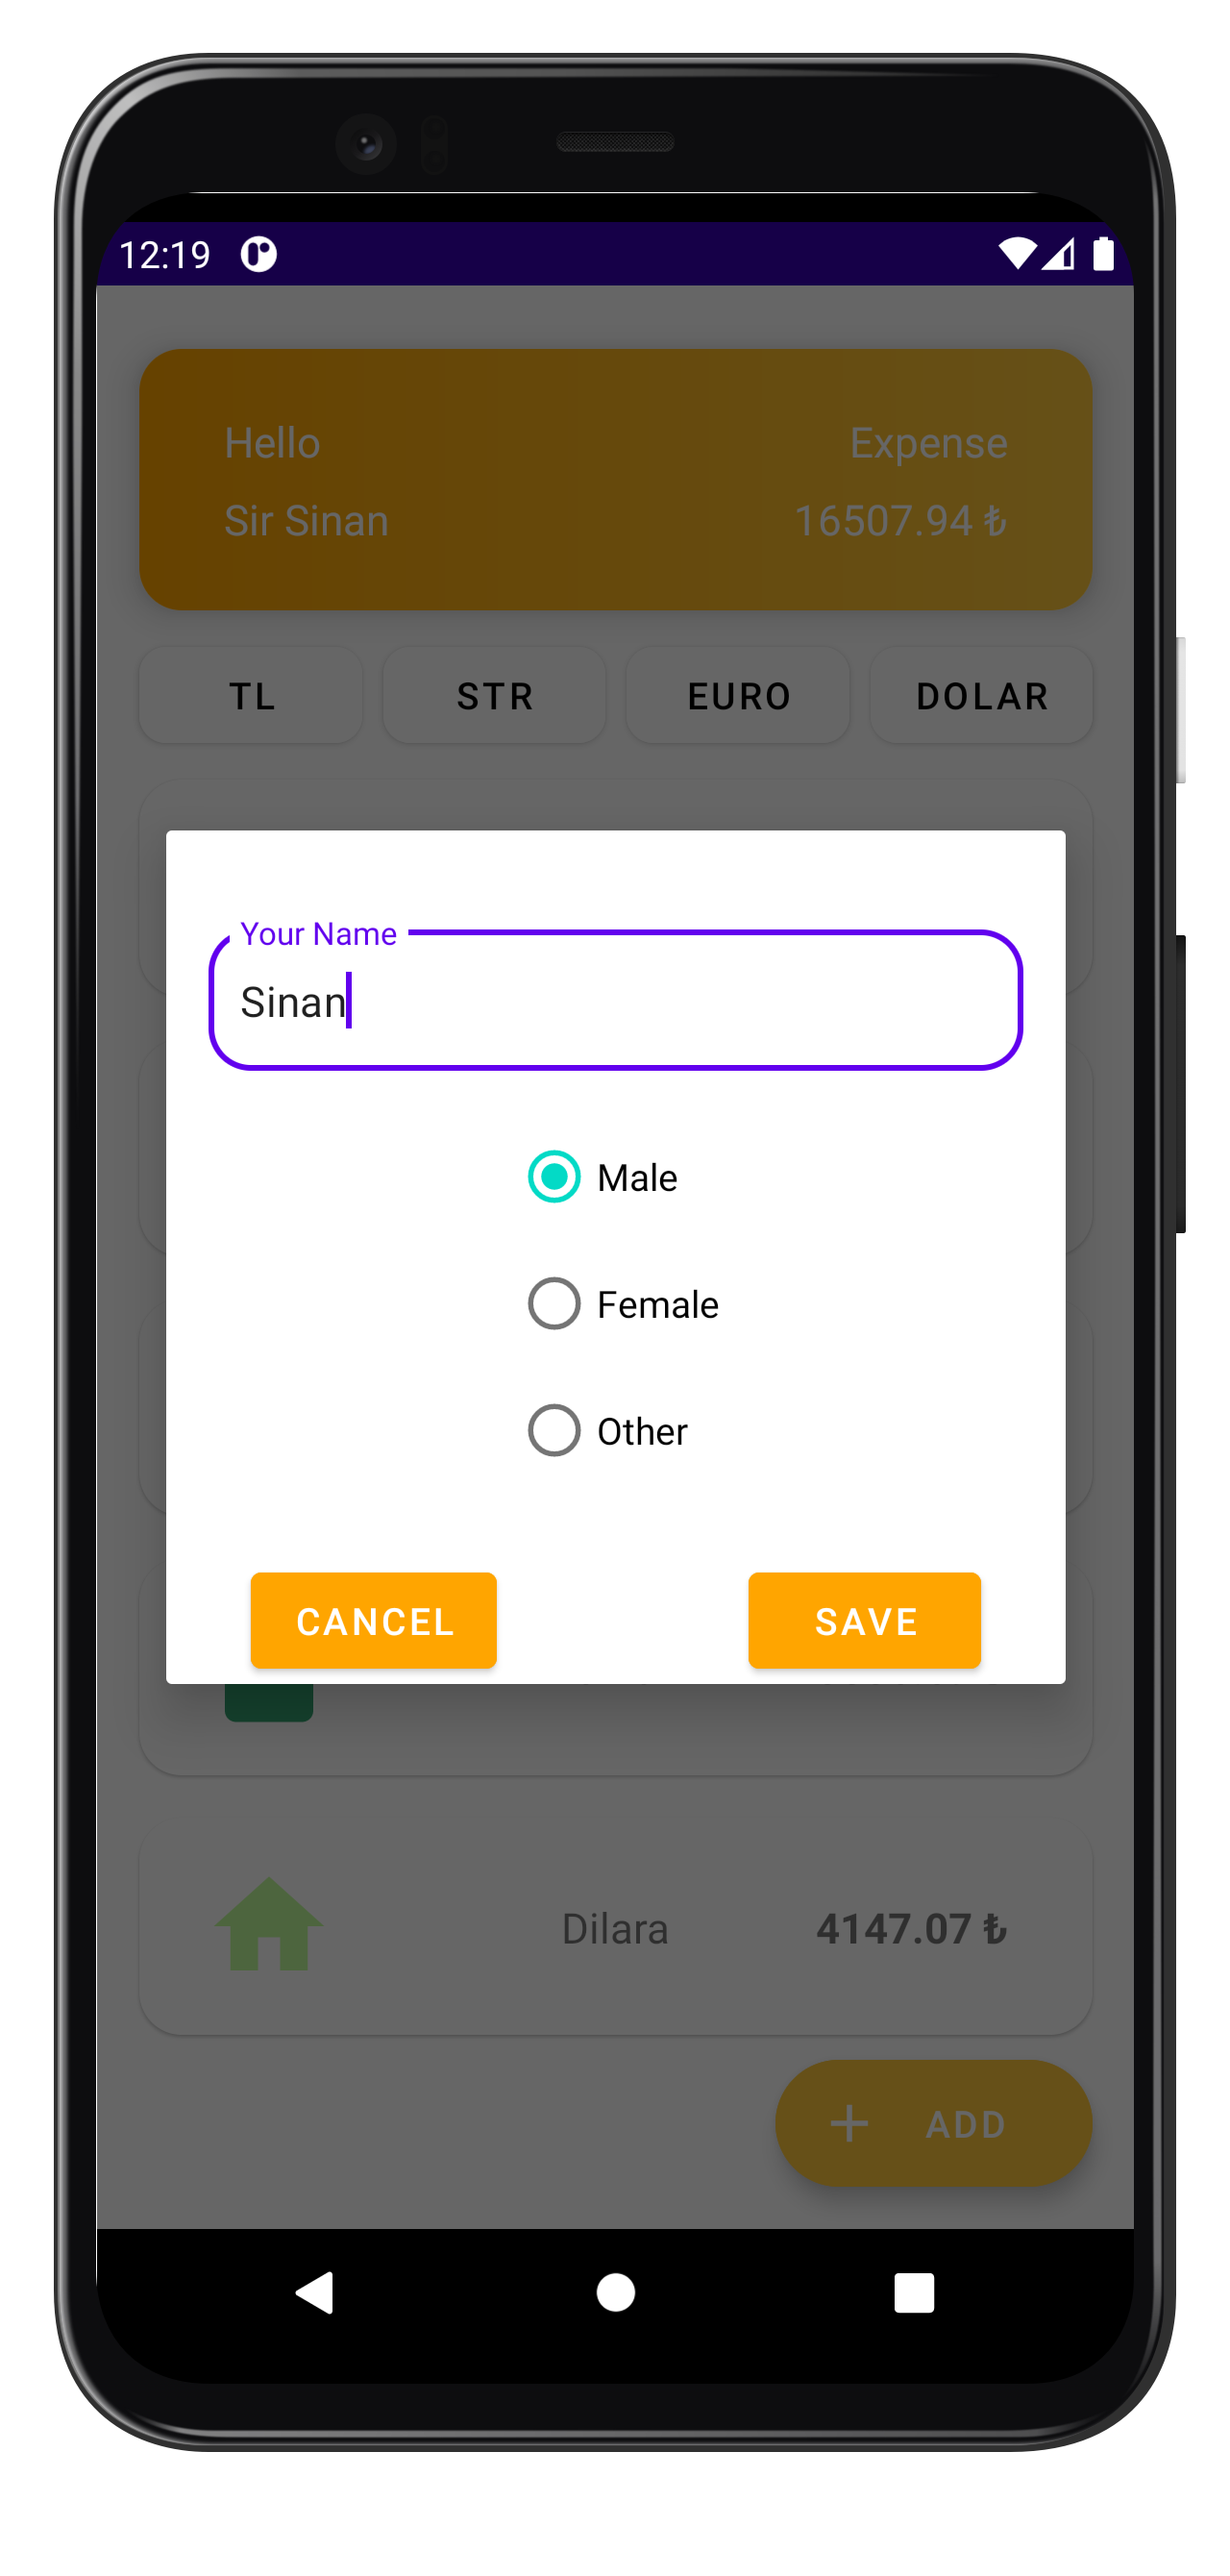 12:19
Hello Expense
Sir Sinan 16507.94 ₺
TL STR EURO DOLAR
Your Name
Sinan
Male
Female
Other
CANCEL SAVE
Dilara 4147.07 ₺
+ ADD